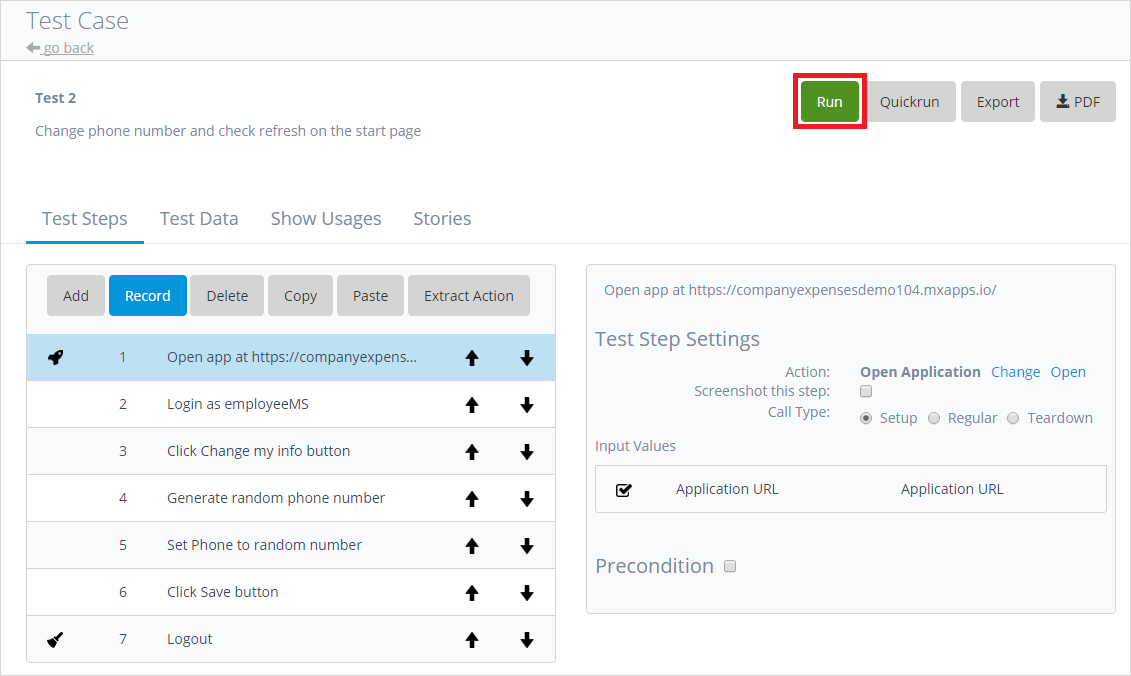 Test Case
go back
Test 2
Run Quickrun Export PDF
Change phone number and check refresh on the start page
Test Steps Test Data Show Usages Stories
Add Record Delete Copy Paste Extract Action
1 Open app at https://companyexpens...
2 Login as employeeMS
3 Click Change my info button
4 Generate random phone number
5 Set Phone to random number
6 Click Save button
7 Logout
Open app at https://companyexpensesdemo104.mxapps.io/
Test Step Settings
Action: Open Application Change Open
Screenshot this step:
Call Type: Setup Regular Teardown
Input Values
Application URL Application URL
Precondition